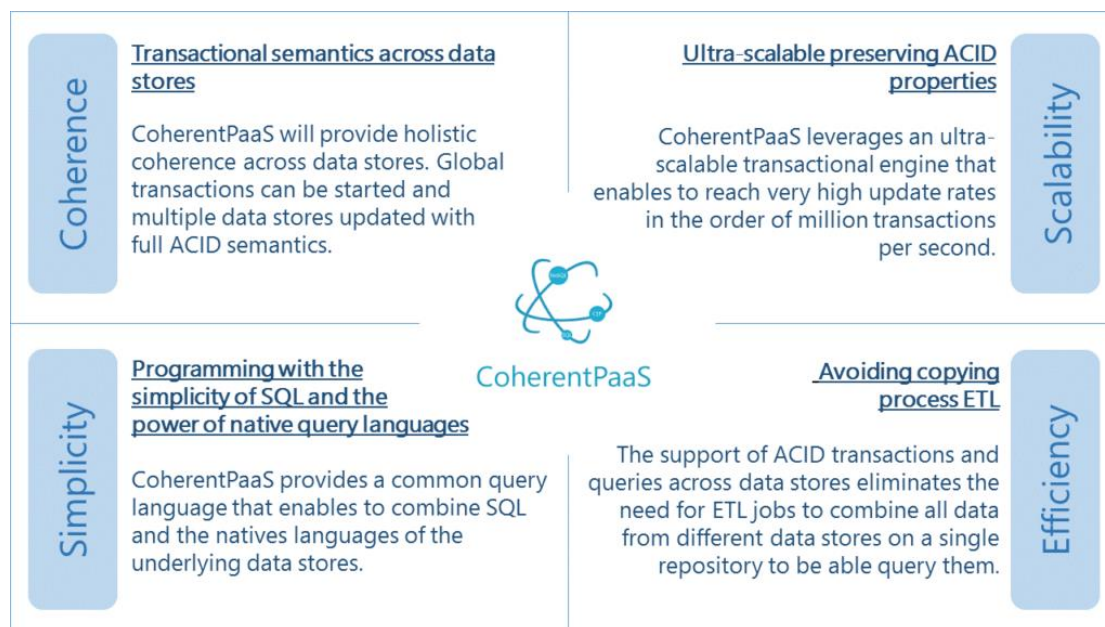 Coherence
Transactional semantics across data
stores
CoherentPaaS will provide holistic
coherence across data stores. Global
transactions can be started and
multiple data stores updated with
full ACID semantics.
Ultra-scalable preserving ACID
properties
CoherentPaaS leverages an ultra-
scalable transactional engine that
enables to reach very high update rates
in the order of million transactions
per second.
Scalability
CoherentPaaS
Simplicity
Programming with the
simplicity of SQL and the
power of native query languages
CoherentPaaS provides a common query
language that enables to combine SQL
and the natives languages of the
underlying data stores.
Avoiding copying
process ETL
The support of ACID transactions and
queries across data stores eliminates the
need for ETL jobs to combine all data
from different data stores on a single
repository to be able query them.
Efficiency